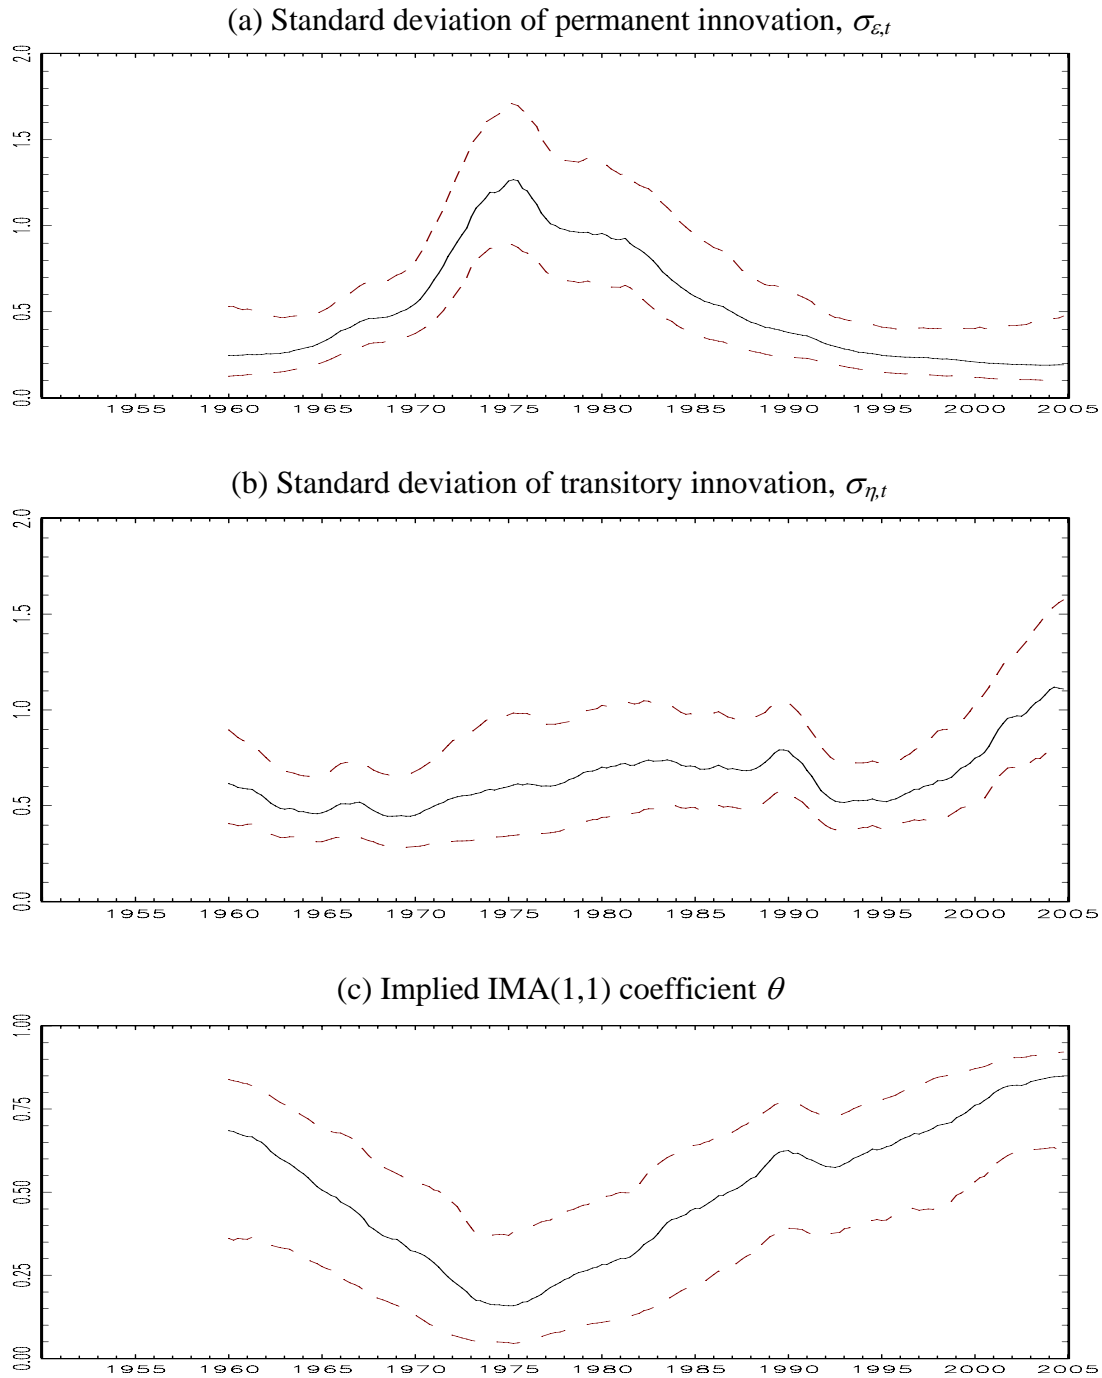 (a) Standard deviation of permanent innovation, σε,t
2.0
1.5
1.0
0.5
0.0
1955 1960 1965 1970 1975 1980 1985 1990 1995 2000 2005
(b) Standard deviation of transitory innovation, ση,t
2.0
1.5
1.0
0.5
0.0
1955 1960 1965 1970 1975 1980 1985 1990 1995 2000 2005
(c) Implied IMA(1,1) coefficient θ
1.00
0.75
0.50
0.25
0.00
1955 1960 1965 1970 1975 1980 1985 1990 1995 2000 2005